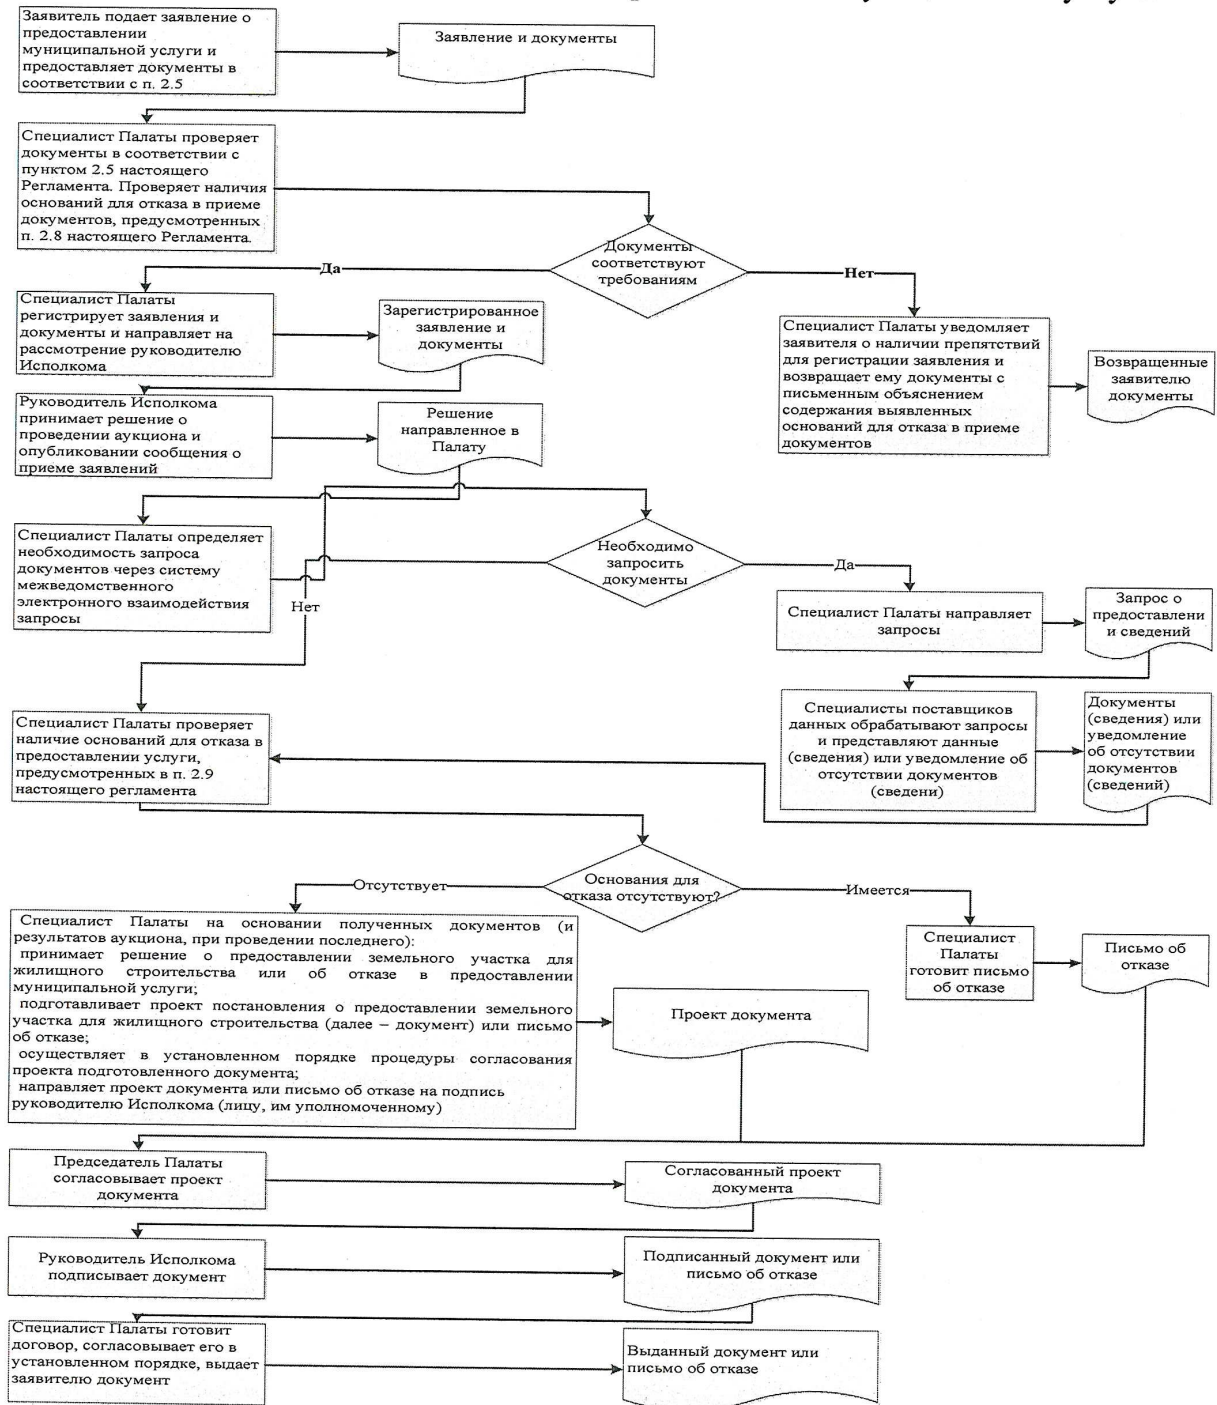 Заявитель подает заявление о
предоставлении
муниципальной услуги и
предоставляет документы в
соответствии с п. 2.5
Заявление и документы
Специалист Палаты проверяет
документы в соответствии с
пунктом 2.5 настоящего
Регламента. Проверяет наличия
оснований для отказа в приеме
документов, предусмотренных
п. 2.8 настоящего Регламента.
Документы
соответствуют
требованиям
Да
Нет
Специалист Палаты
регистрирует заявления и
документы и направляет на
рассмотрение руководителю
Исполкома
Зарегистрированное
заявление и
документы
Специалист Палаты уведомляет
заявителя о наличии препятствий
для регистрации заявления и
возвращает ему документы с
письменным объяснением
содержания выявленных
оснований для отказа в приеме
документов
Возвращенные
заявителю
документы
Руководитель Исполкома
принимает решение о
проведении аукциона и
опубликовании сообщения о
приеме заявлений
Решение
направленное в
Палату
Специалист Палаты определяет
необходимость запроса
документов через систему
межведомственного
электронного взаимодействия
запросы
Необходимо
запросить
документы
Да
Нет
Специалист Палаты направляет
запросы
Запрос о
предоставлени
и сведений
Специалист Палаты проверяет
наличие оснований для отказа в
предоставлении услуги,
предусмотренных в п. 2.9
настоящего регламента
Специалисты поставщиков
данных обрабатывают запросы
и представляют данные
(сведения) или уведомление об
отсутствии документов
(сведени)
Документы
(сведения) или
уведомление
об отсутствии
документов
(сведений)
Основания для
отказа отсутствуют?
Отсутствует
Имеется
Специалист Палаты на основании полученных документов (и
результатов аукциона, при проведении последнего):
принимает решение о предоставлении земельного участка для
жилищного строительства или об отказе в предоставлении
муниципальной услуги;
подготавливает проект постановления о предоставлении земельного
участка для жилищного строительства (далее – документ) или письмо
об отказе;
осуществляет в установленном порядке процедуры согласования
проекта подготовленного документа;
направляет проект документа или письмо об отказе на подпись
руководителю Исполкома (лицу, им уполномоченному)
Проект документа
Специалист
Палаты
готовит письмо
об отказе
Письмо об
отказе
Председатель Палаты
согласовывает проект
документа
Согласованный проект
документа
Руководитель Исполкома
подписывает документ
Подписанный документ или
письмо об отказе
Специалист Палаты готовит
договор, согласовывает его в
установленном порядке, выдает
заявителю документ
Выданный документ или
письмо об отказе